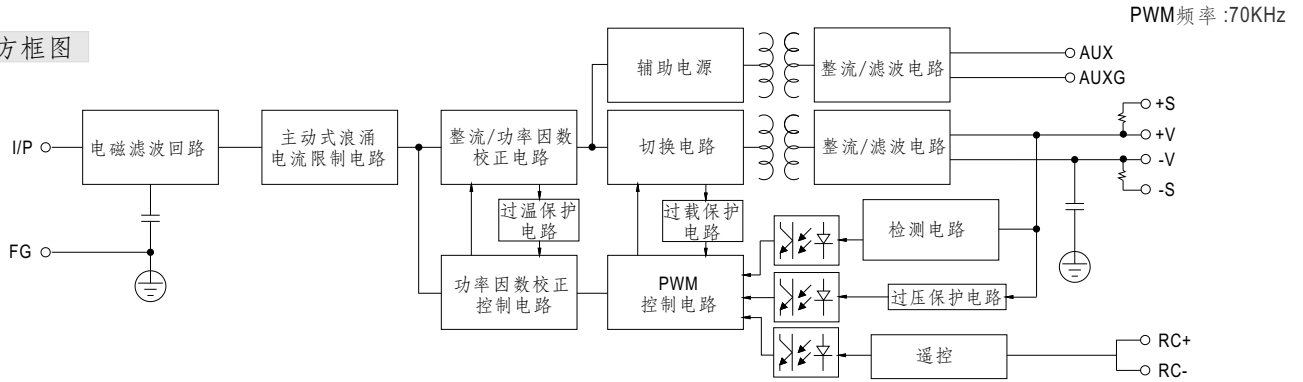 PWM频率 :70KHz
方框图
辅助电源
整流/滤波电路
AUX
AUXG
I/P
电磁滤波回路
主动式浪涌
电流限制电路
整流/功率因数
校正电路
切换电路
整流/滤波电路
+S
+V
-V
-S
过温保护
电路
过载保护
电路
检测电路
FG
功率因数校正
控制电路
PWM
控制电路
过压保护电路
遥控
RC+
RC-